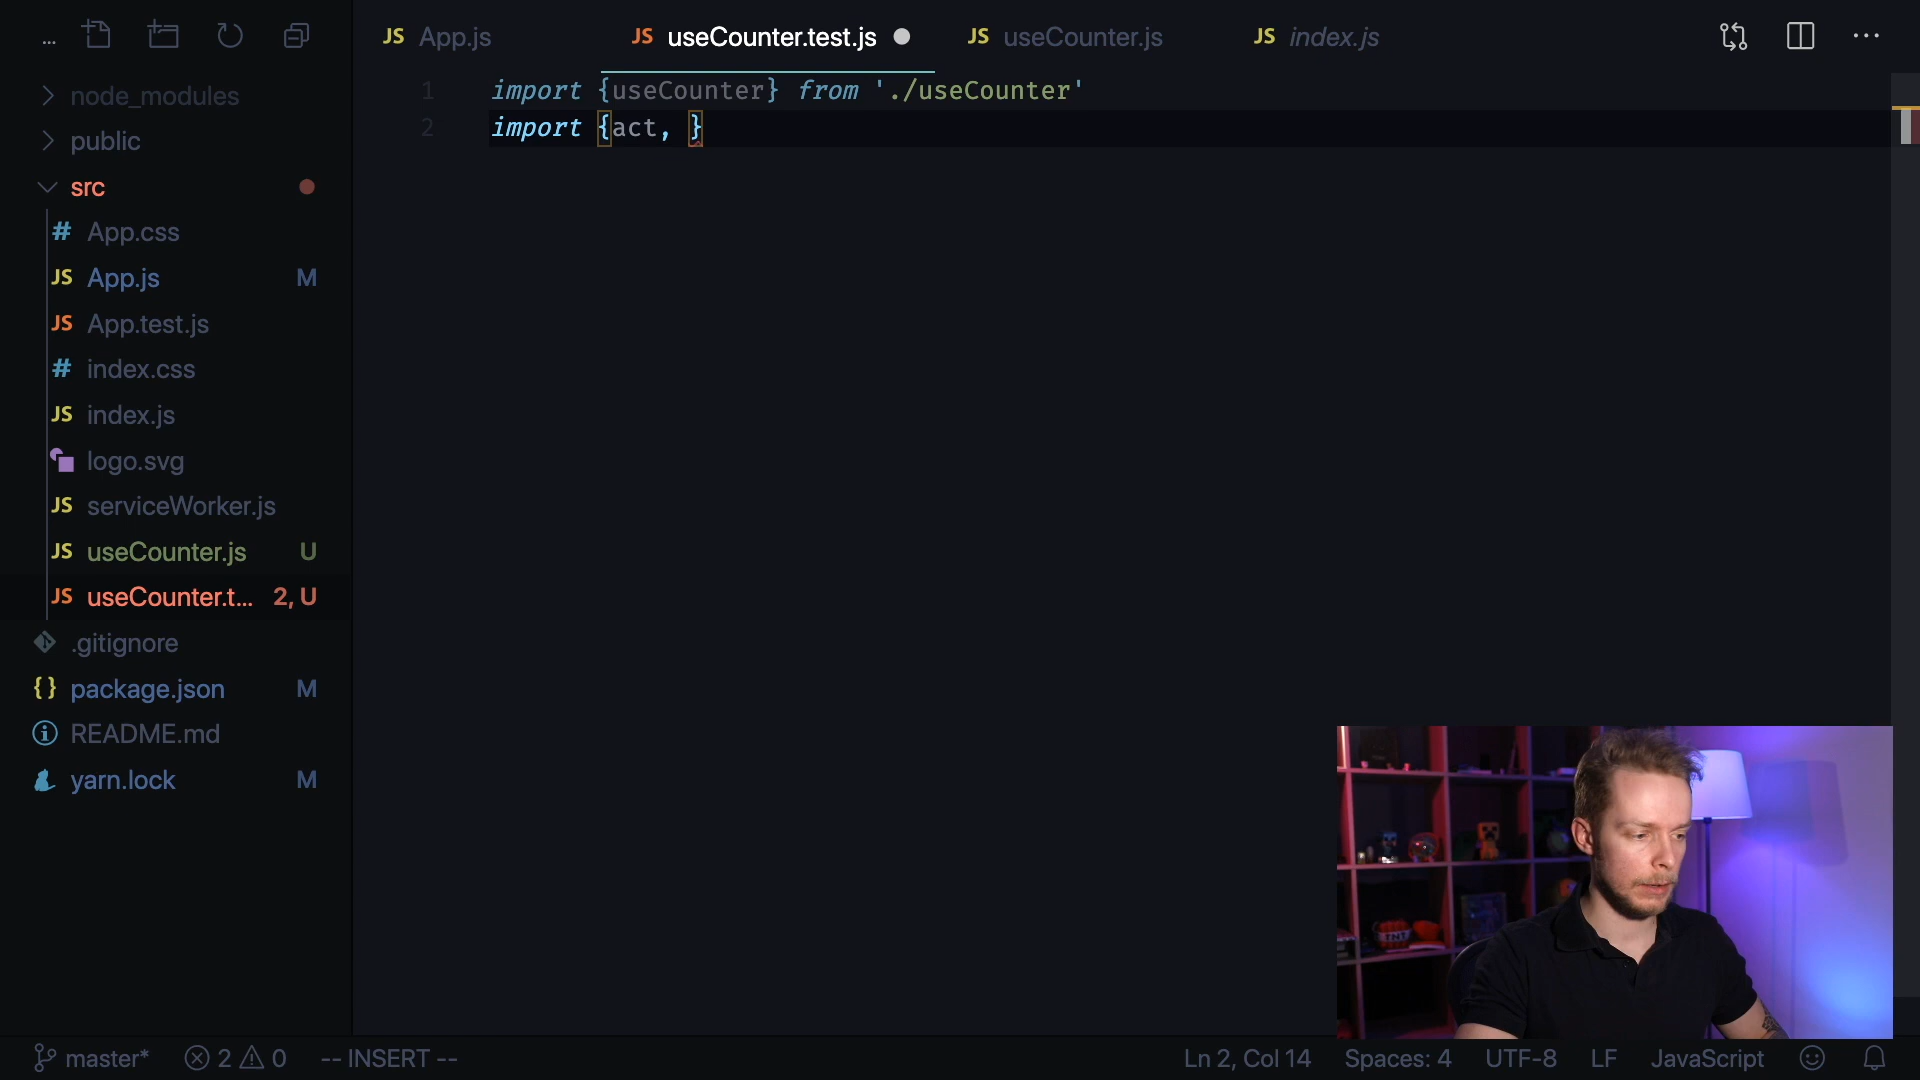 ...
JS App.js
JS useCounter.test.js
JS useCounter.js
JS index.js
...
node_modules
public
src
# App.css
JS App.js M
JS App.test.js
# index.css
JS index.js
logo.svg
JS serviceWorker.js
JS useCounter.js U
JS useCounter.t... 2, U
.gitignore
{} package.json M
README.md
yarn.lock M
1 import {useCounter} from './useCounter'
2 import {act, }
TNT
master* 2 0 -- INSERT -- Ln 2, Col 14 Spaces: 4 UTF-8 LF JavaScript